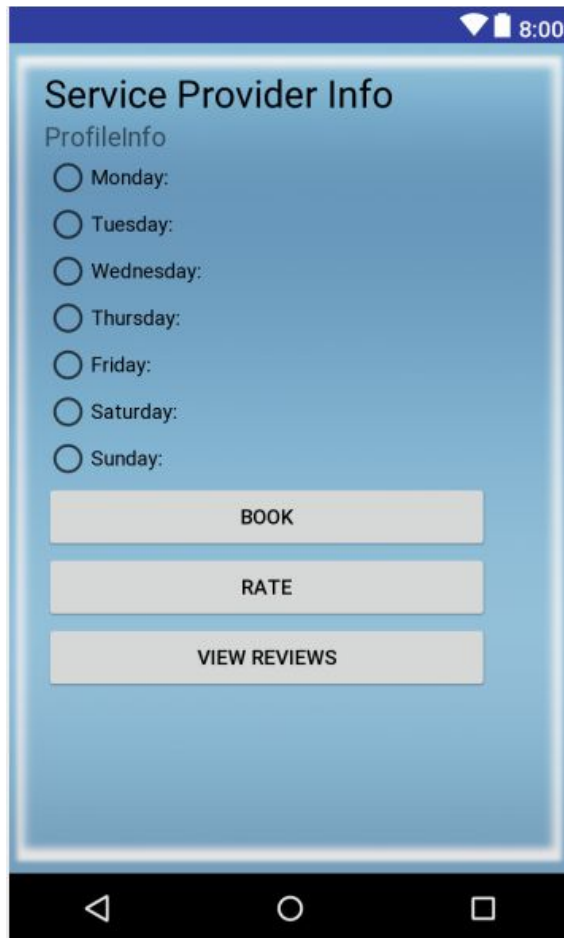 8:00
Service Provider Info
ProfileInfo
Monday:
Tuesday:
Wednesday:
Thursday:
Friday:
Saturday:
Sunday:
BOOK
RATE
VIEW REVIEWS